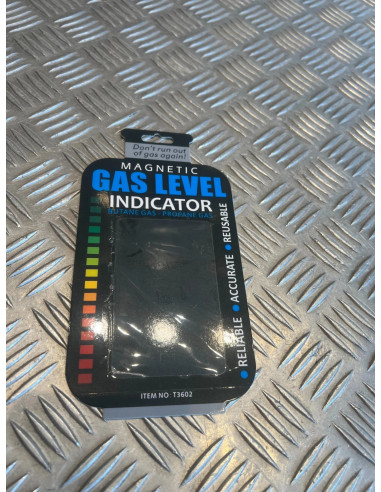 Don't run out
of gas again!
MAGNETIC
GAS LEVEL
INDICATOR
BUTANE GAS - PROPANE GAS
RELIABLE • ACCURATE • REUSABLE
ITEM NO: T3602